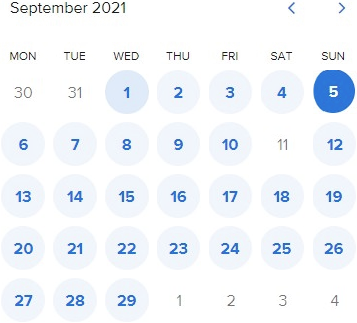 September 2021
MON TUE WED THU FRI SAT SUN
30 31 1 2 3 4 5
6 7 8 9 10 11 12
13 14 15 16 17 18 19
20 21 22 23 24 25 26
27 28 29 1 2 3 4